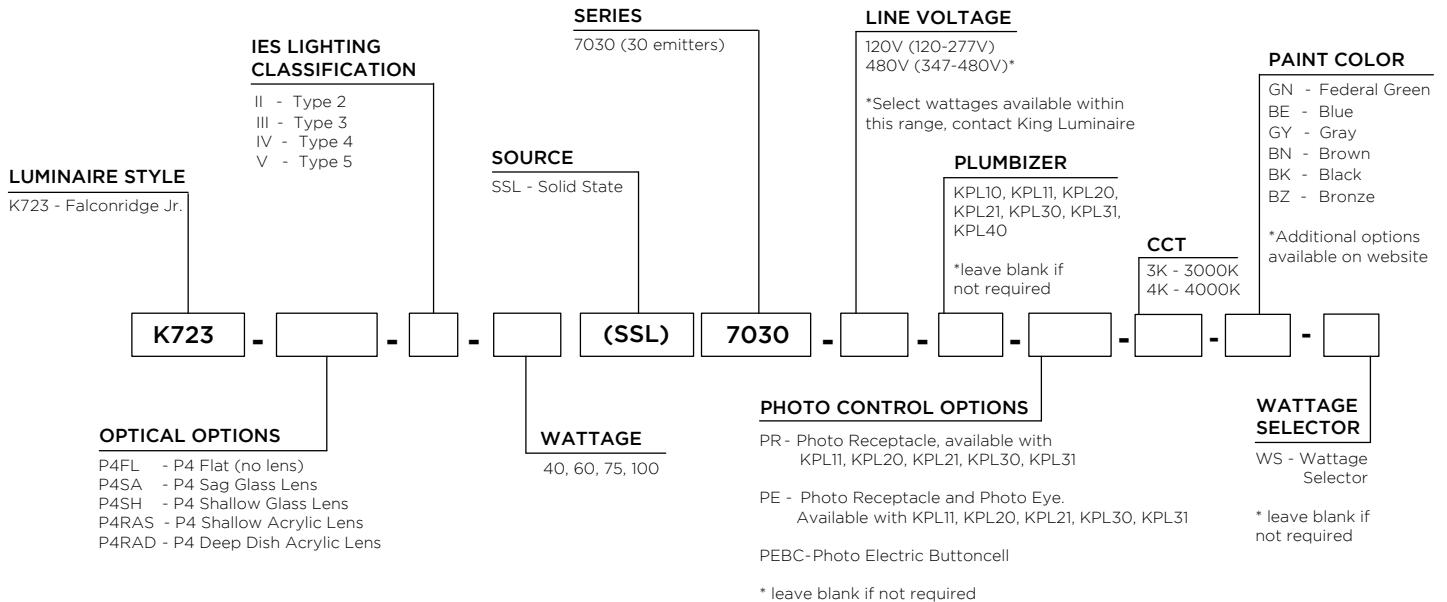 SERIES
7030 (30 emitters)
LINE VOLTAGE
120V (120-277V)
480V (347-480V)*
*Select wattages available within
this range, contact King Luminaire
IES LIGHTING
CLASSIFICATION
II - Type 2
III - Type 3
IV - Type 4
V - Type 5
PAINT COLOR
GN - Federal Green
BE - Blue
GY - Gray
BN - Brown
BK - Black
BZ - Bronze
*Additional options
available on website
SOURCE
SSL - Solid State
PLUMBIZER
KPL10, KPL11, KPL20,
KPL21, KPL30, KPL31,
KPL40
*leave blank if
not required
LUMINAIRE STYLE
K723 - Falconridge Jr.
CCT
3K - 3000K
4K - 4000K
K723 - - - (SSL) 7030 - - - - - -
OPTICAL OPTIONS
P4FL - P4 Flat (no lens)
P4SA - P4 Sag Glass Lens
P4SH - P4 Shallow Glass Lens
P4RAS - P4 Shallow Acrylic Lens
P4RAD - P4 Deep Dish Acrylic Lens
WATTAGE
40, 60, 75, 100
PHOTO CONTROL OPTIONS
PR - Photo Receptacle, available with
KPL11, KPL20, KPL21, KPL30, KPL31
PE - Photo Receptacle and Photo Eye.
Available with KPL11, KPL20, KPL21, KPL30, KPL31
PEBC-Photo Electric Buttoncell
* leave blank if not required
WATTAGE
SELECTOR
WS - Wattage
Selector
* leave blank if
not required